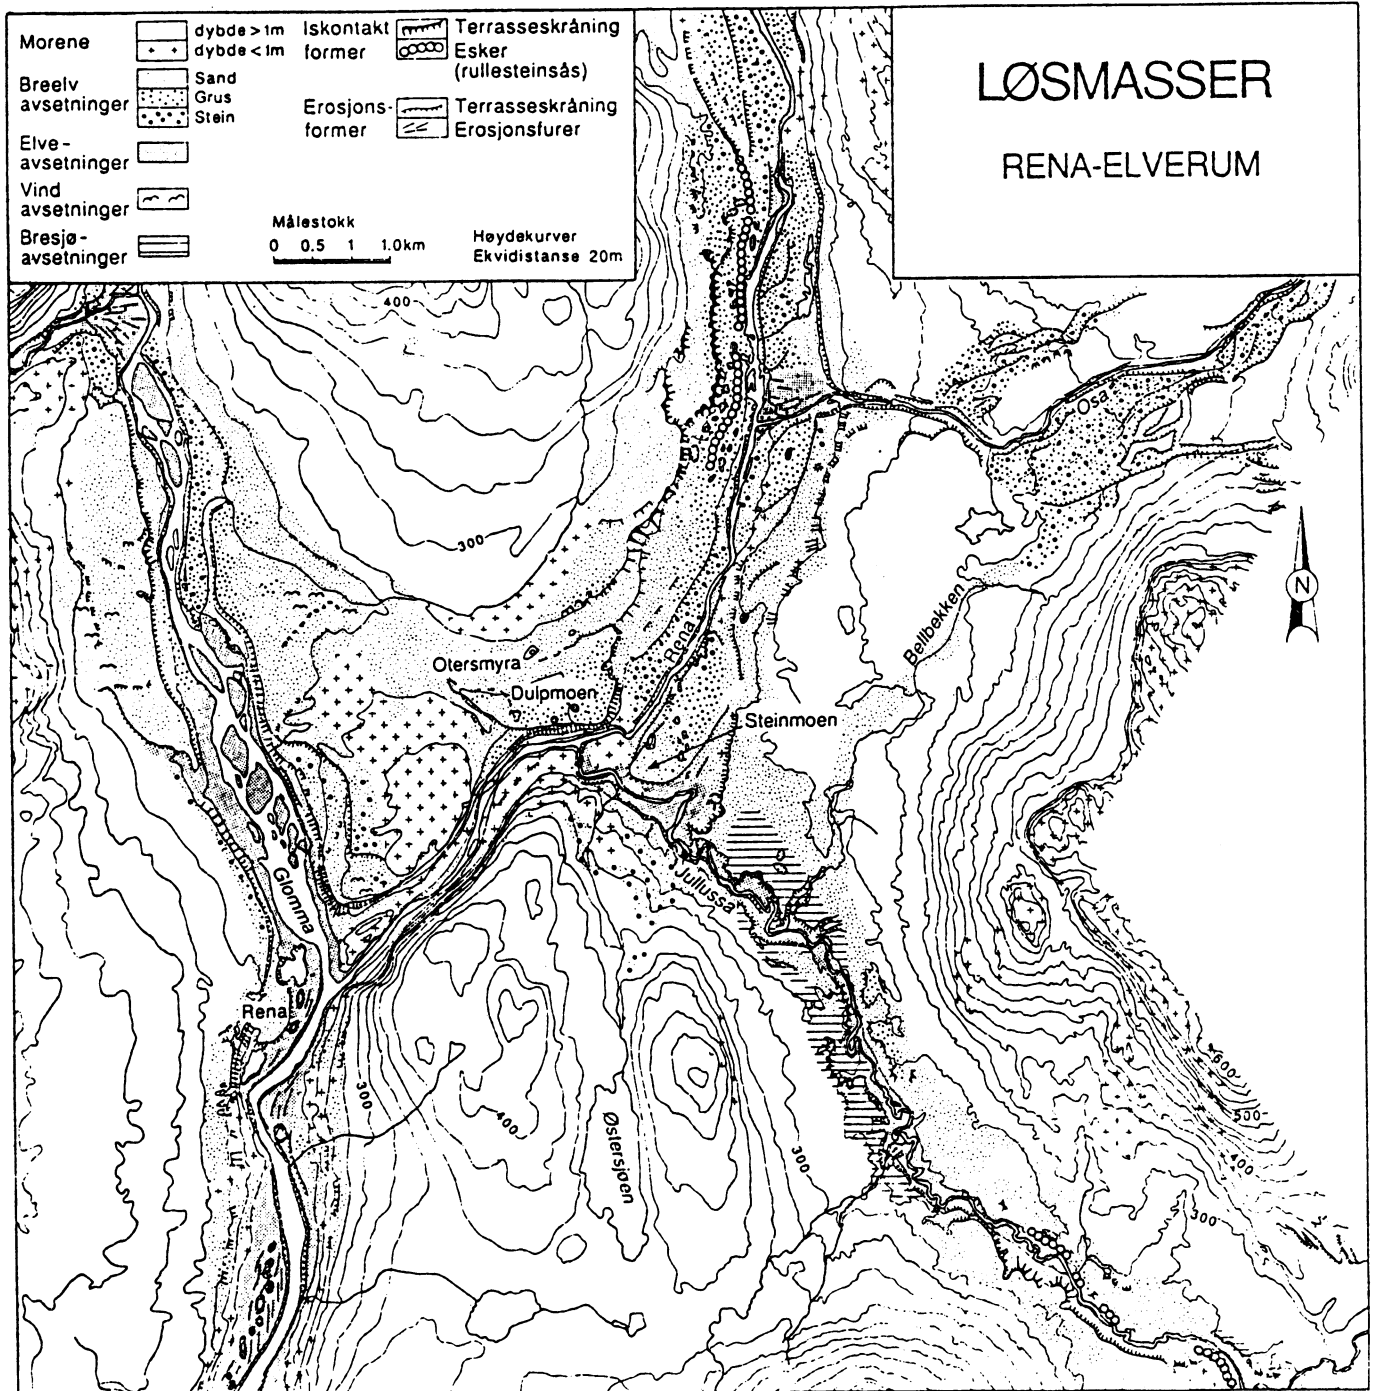 LØSMASSER
RENA-ELVERUM
Morene
dybde > 1m
dybde < 1m
Breelv
avsetninger
Sand
Grus
Stein
Elve-
avsetninger
Vind
avsetninger
Bresjø-
avsetninger
Iskontakt
former
Terrasseskråning
Esker
(rullesteinsås)
Erosjons-
former
Terrasseskråning
Erosjonsfurer
Målestokk
0 0.5 1 1.0km
Høydekurver
Ekvidistanse 20m
400
Osa
300
N
Bellbekken
Rena
Otersmyra
Dulpmoen
Steinmoen
Glomma
Jullussa
Rena
300
400
Østersjøen
300
600
500
400
300